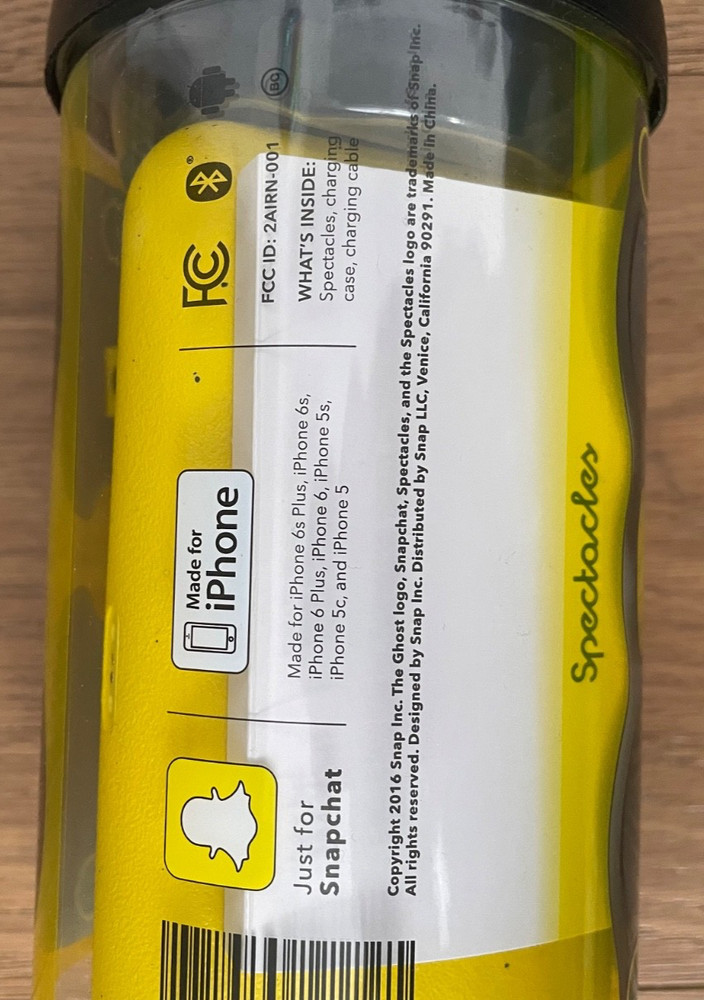 Just for
Snapchat
Made for
iPhone
Made for iPhone 6s Plus, iPhone 6s,
iPhone 6 Plus, iPhone 6, iPhone 5s,
iPhone 5c, and iPhone 5
FC
®
BC
FCC ID: 2AIRN-001
WHAT'S INSIDE:
Spectacles, charging
case, charging cable
Copyright 2016 Snap Inc. The Ghost logo, Snapchat, Spectacles, and the Spectacles logo are trademarks of Snap Inc.
All rights reserved. Designed by Snap Inc. Distributed by Snap LLC, Venice, California 90291. Made in China.
Spectacles